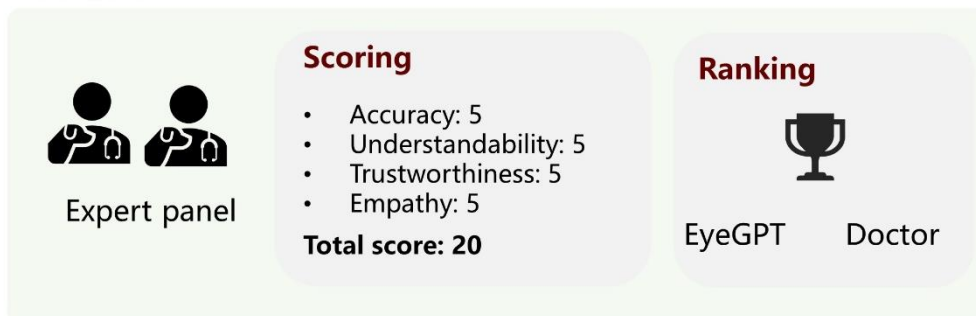 Expert panel
Scoring
• Accuracy: 5
• Understandability: 5
• Trustworthiness: 5
• Empathy: 5
Total score: 20
Ranking
EyeGPT Doctor